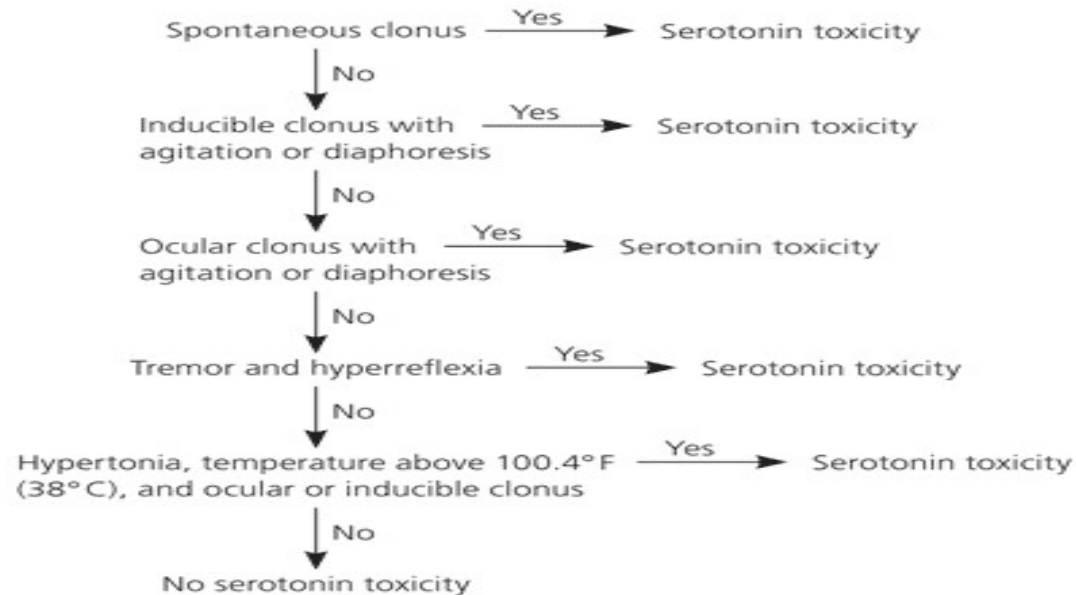 Spontaneous clonus Yes Serotonin toxicity
No
Inducible clonus with Yes Serotonin toxicity
agitation or diaphoresis
No
Ocular clonus with Yes Serotonin toxicity
agitation or diaphoresis
No
Tremor and hyperreflexia Yes Serotonin toxicity
No
Hypertonia, temperature above 100.4°F Yes Serotonin toxicity
(38°C), and ocular or inducible clonus
No
No serotonin toxicity